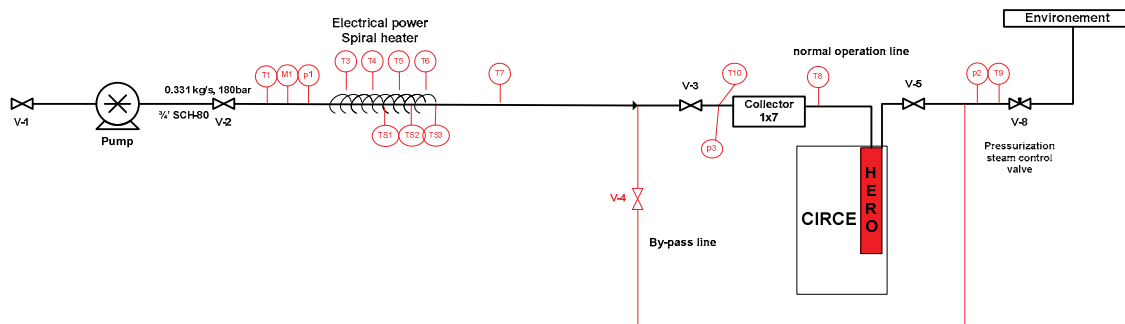 Environement
Electrical power
Spiral heater
normal operation line
T1
M1
p1
T3
T4
T5
T6
T7
T10
T8
p2
T9
0.331 kg/s, 180bar
V-3
V-5
Collector
1x7
V-1
¾' SCH-80
V-2
TS1
TS2
TS3
Pump
p3
V-8
Pressurization
steam control
valve
V-4
CIRCE
HERO
By-pass line